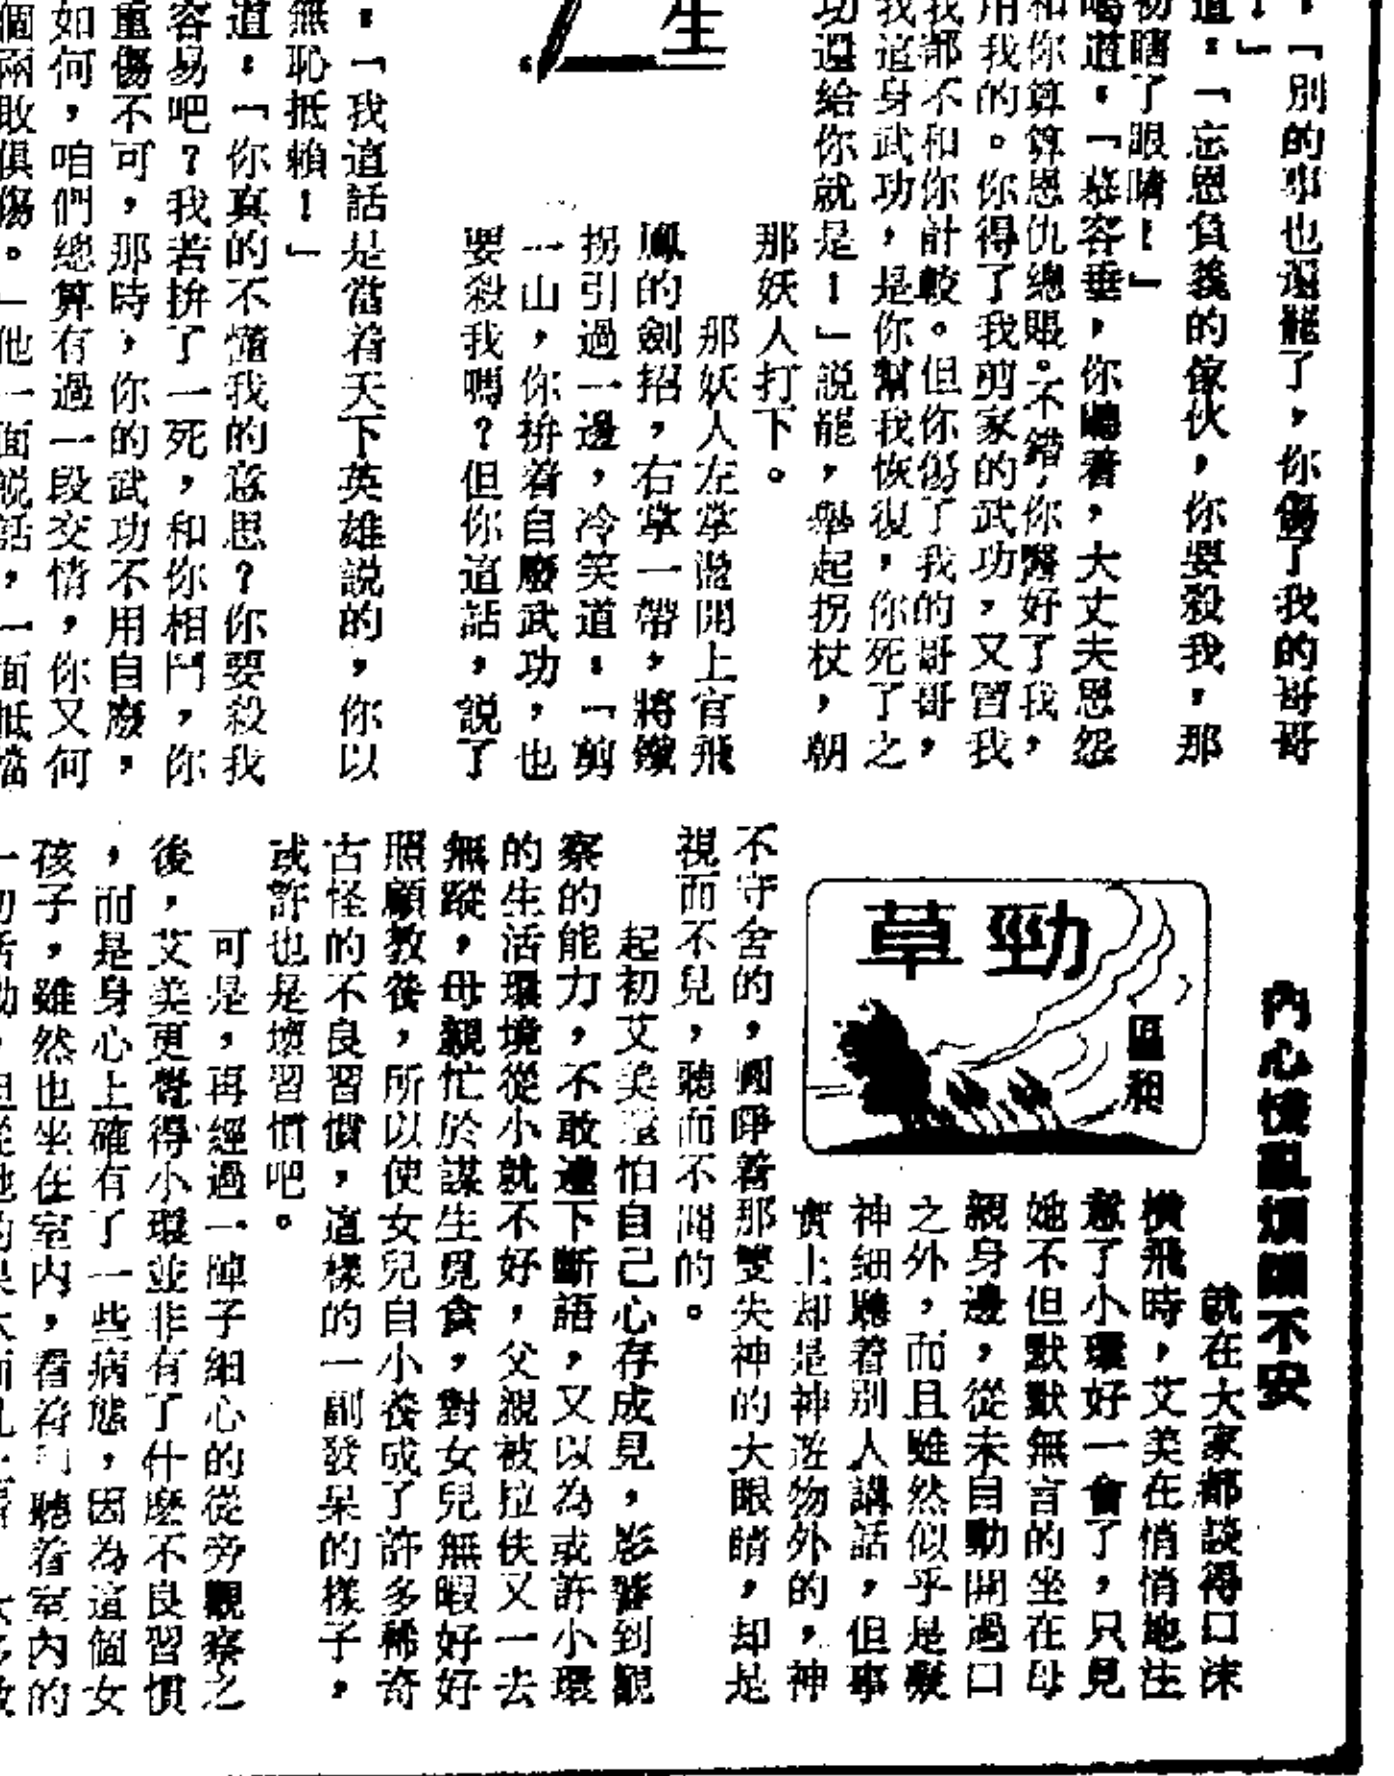 ：「別的事也還罷了，你傷了我的哥哥
！」
道：「忘恩負義的傢伙，你要殺我，那
初瞎了眼睛！」
喝道：「慕容垂，你聽着，大丈夫恩怨
和你算算恩仇總賬。不錯，你醫好了我，
用我的。你得了我剪家的武功，又習我
我都不和你計較。但你傷了我的哥哥，
我這身武功，是你幫我恢復，你死了之
功還給你就是！」說罷，舉起拐杖，朝
那妖人打下。
那妖人左掌盪開上官飛
鳳的劍招，右掌一帶，將鐵
拐引過一邊，冷笑道：「剪
一山，你拚着自廢武功，也
要殺我嗎？但你這話，說了
生
：「我這話是當着天下英雄說的，你以
無恥抵賴！」
道：「你真的不懂我的意思？你要殺我
容易吧？我若拚了一死，和你相鬥，你
重傷不可，那時，你的武功不用自廢，
如何，咱們總算有過一段交情，你又何
個兩敗俱傷。」他一面說話，一面抵擋
內心慌亂煩惱不安
勁草
區和
就在大家都談得口沫
橫飛時，艾美在悄悄地注
意了小環好一會了，只見
她不但默默無言的坐在母
親身邊，從未自動開過口
之外，而且雖然似乎是凝
神細聽着別人講話，但事
實上却是神遊物外的，神
不守舍的，圓睜着那雙失神的大眼睛，却是
視而不見，聽而不聞的。
起初艾美還怕自己心存成見，影響到觀
察的能力，不敢遽下斷語，又以為或許小環
的生活環境從小就不好，父親被拉伕又一去
無蹤，母親忙於謀生覓食，對女兒無暇好好
照顧教養，所以使女兒自小養成了許多稀奇
古怪的不良習慣，這樣的一副發呆的樣子，
或許也是壞習慣吧。
可是，再經過一陣子細心的從旁觀察之
後，艾美更覺得小環並非有了什麽不良習慣
，而是身心上確有了一些病態，因為這個女
孩子，雖然也坐在室內，看着 聽着室內的